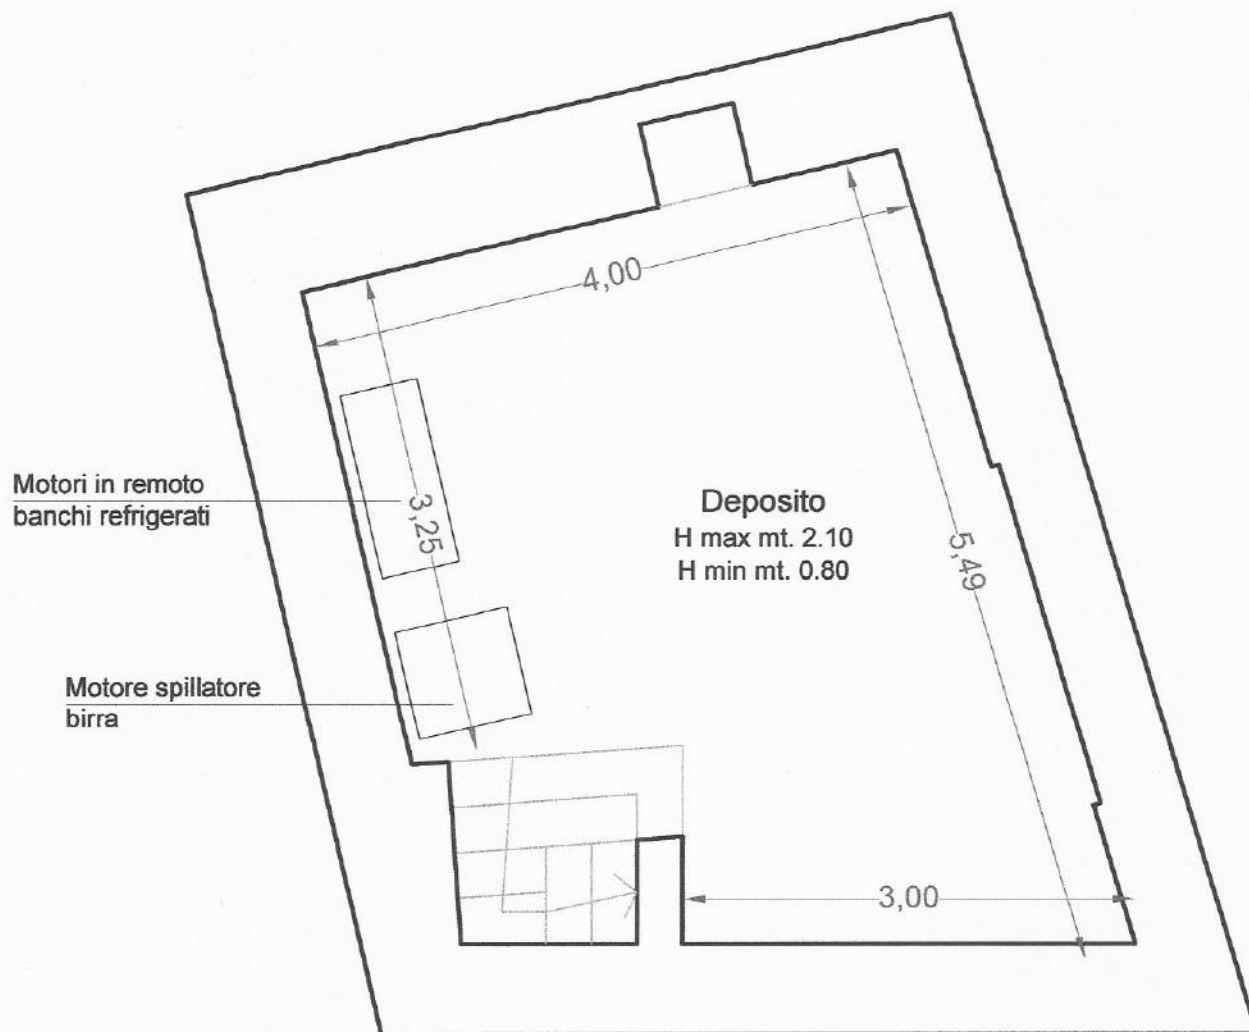 4,00
Motori in remoto
banchi refrigerati
3,25
Deposito
H max mt. 2.10
H min mt. 0.80
5,49
Motore spillatore
birra
3,00